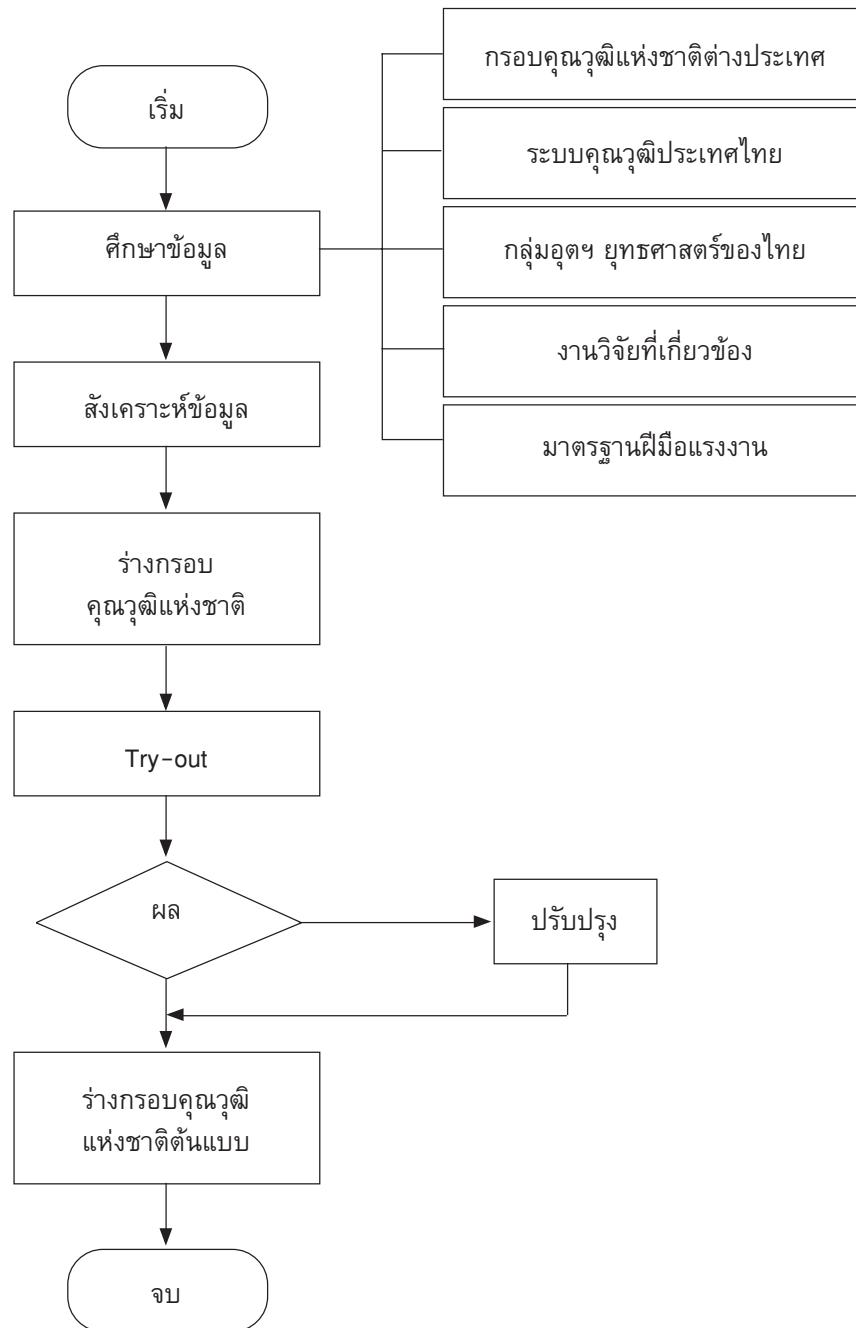 เริ่ม
ศึกษาข้อมูล
กรอบคุณวุฒิแห่งชาติต่างประเทศ
ระบบคุณวุฒิประเทศไทย
กลุ่มอุตฯ ยุทธศาสตร์ของไทย
งานวิจัยที่เกี่ยวข้อง
มาตรฐานฝีมือแรงงาน
สังเคราะห์ข้อมูล
ร่างกรอบ
คุณวุฒิแห่งชาติ
Try-out
ผล
ปรับปรุง
ร่างกรอบคุณวุฒิ
แห่งชาติต้นแบบ
จบ